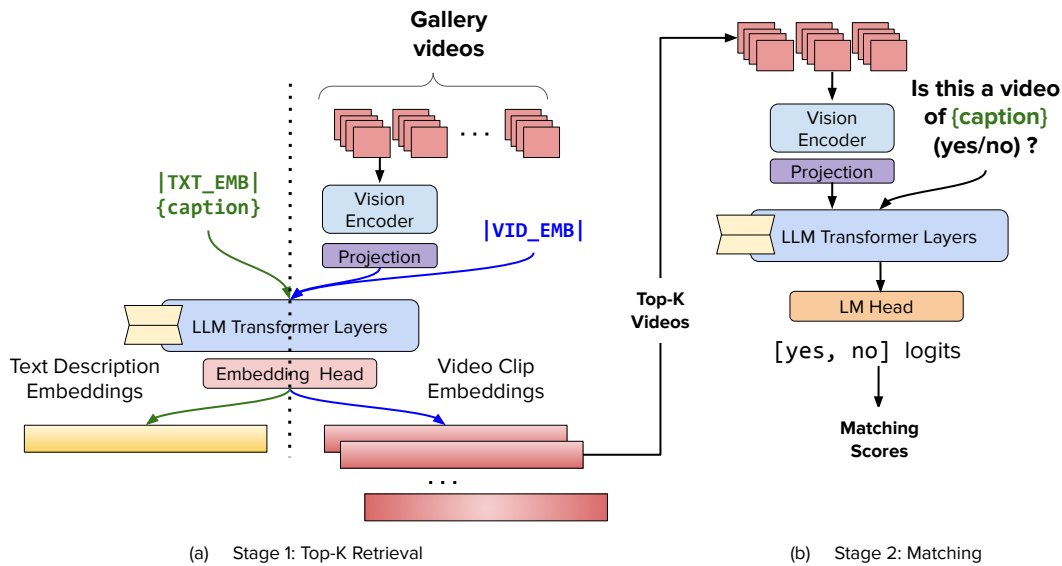 Gallery
videos
. . .
|TXT_EMB|
{caption}
Vision
Encoder
|VID_EMB|
Projection
LLM Transformer Layers
Embedding Head
Text Description
Embeddings
Video Clip
Embeddings
. . .
(a) Stage 1: Top-K Retrieval
Top-K
Videos
Is this a video
of {caption}
(yes/no) ?
Vision
Encoder
Projection
LLM Transformer Layers
LM Head
[yes, no] logits
Matching
Scores
(b) Stage 2: Matching